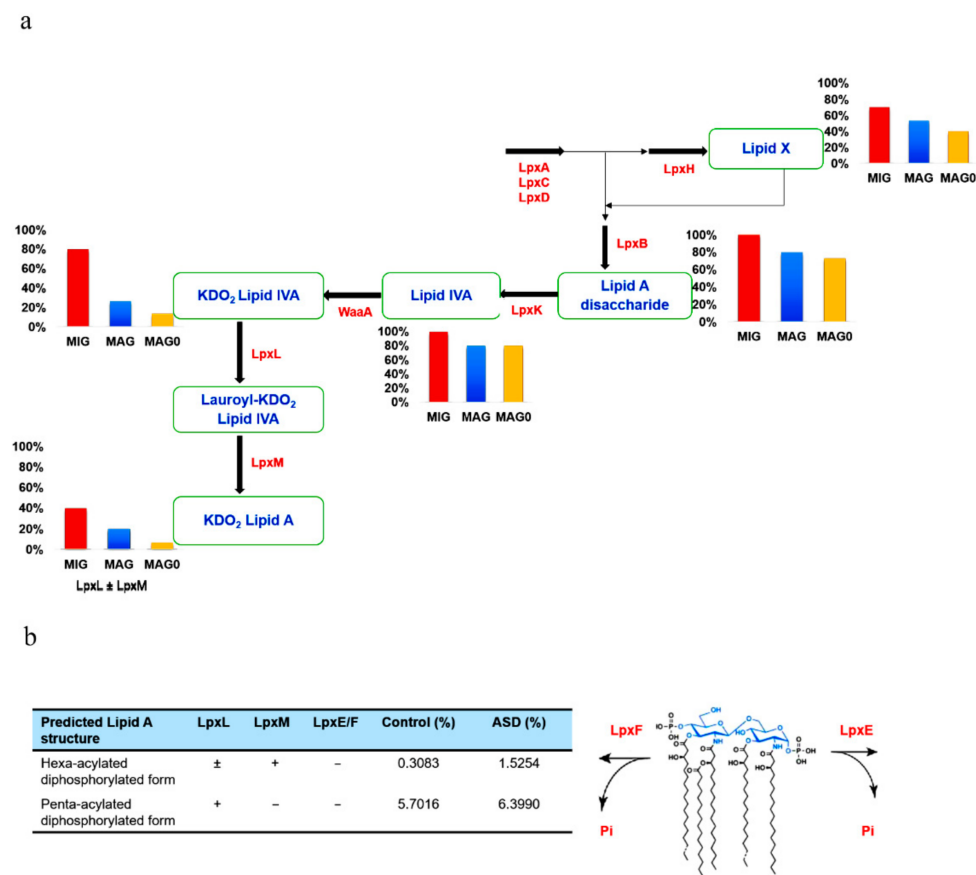 a
100%
80%
60%
40%
20%
0%
MIG MAG MAG0
Lipid X
LpxA
LpxC
LpxD
LpxH
LpxB
100%
80%
60%
40%
20%
0%
MIG MAG MAG0
Lipid A
disaccharide
LpxK
Lipid IVA
100%
80%
60%
40%
20%
0%
MIG MAG MAG0
WaaA
KDO₂ Lipid IVA
100%
80%
60%
40%
20%
0%
MIG MAG MAG0
LpxL
Lauroyl-KDO₂
Lipid IVA
LpxM
KDO₂ Lipid A
100%
80%
60%
40%
20%
0%
MIG MAG MAG0
LpxL ± LpxM
b
Predicted Lipid A structure LpxL LpxM LpxE/F Control (%) ASD (%)
Hexa-acylated diphosphorylated form ± + – 0.3083 1.5254
Penta-acylated diphosphorylated form + – – 5.7016 6.3990
LpxF
Pi
LpxE
Pi